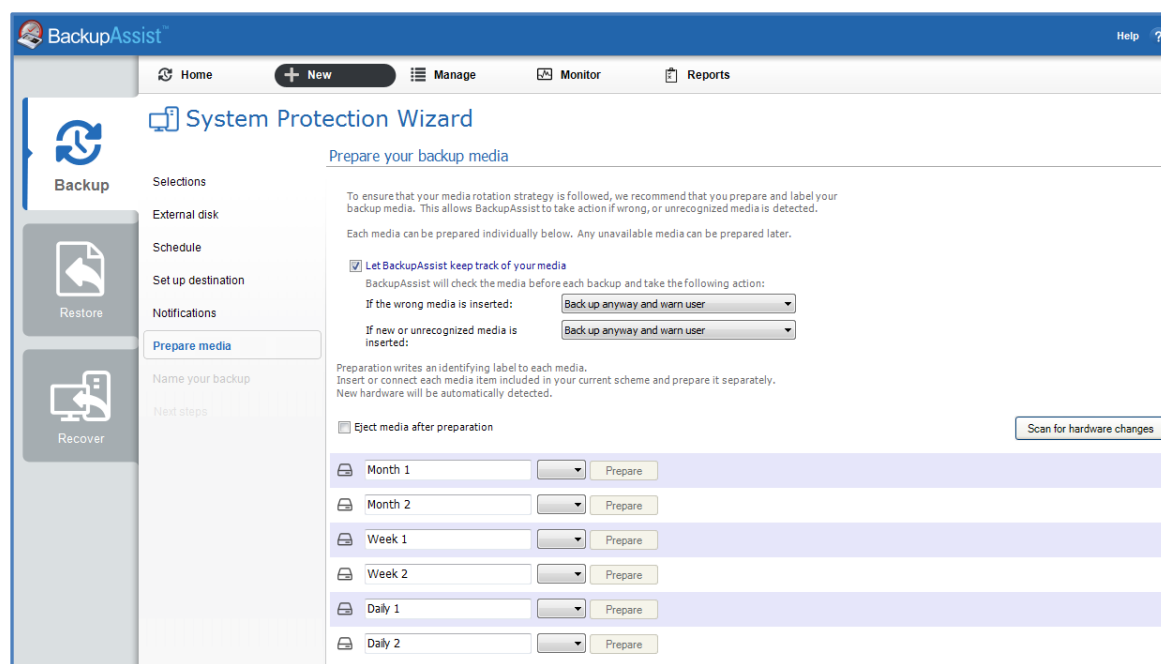 BackupAssist™
Help ?
Home
New
Manage
Monitor
Reports
Backup
Restore
Recover
System Protection Wizard
Selections
External disk
Schedule
Set up destination
Notifications
Prepare media
Name your backup
Next steps
Prepare your backup media
To ensure that your media rotation strategy is followed, we recommend that you prepare and label your
backup media. This allows BackupAssist to take action if wrong, or unrecognized media is detected.
Each media can be prepared individually below. Any unavailable media can be prepared later.
Let BackupAssist keep track of your media
BackupAssist will check the media before each backup and take the following action:
If the wrong media is inserted: Back up anyway and warn user
If new or unrecognized media is
inserted: Back up anyway and warn user
Preparation writes an identifying label to each media.
Insert or connect each media item included in your current scheme and prepare it separately.
New hardware will be automatically detected.
Eject media after preparation
Scan for hardware changes
Month 1 Prepare
Month 2 Prepare
Week 1 Prepare
Week 2 Prepare
Daily 1 Prepare
Daily 2 Prepare